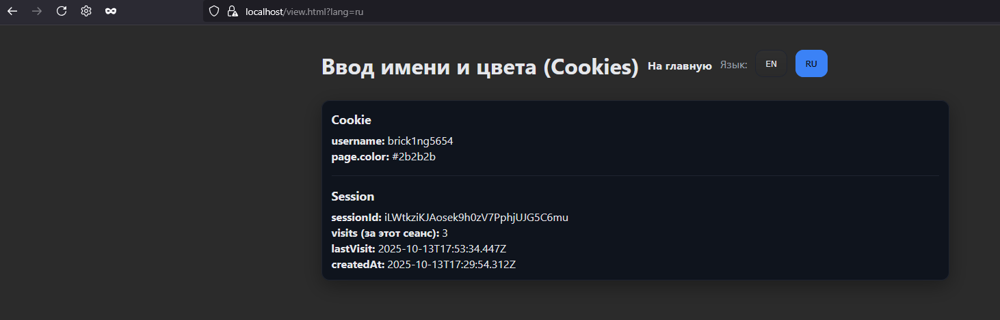 localhost/view.html?lang=ru
Ввод имени и цвета (Cookies) На главную Язык: EN RU
Cookie
username: brick1ng5654
page.color: #2b2b2b
Session
sessionId: iLWtkziKJAosek9h0zV7PphjUJG5C6mu
visits (за этот сеанс): 3
lastVisit: 2025-10-13T17:53:34.447Z
createdAt: 2025-10-13T17:29:54.312Z